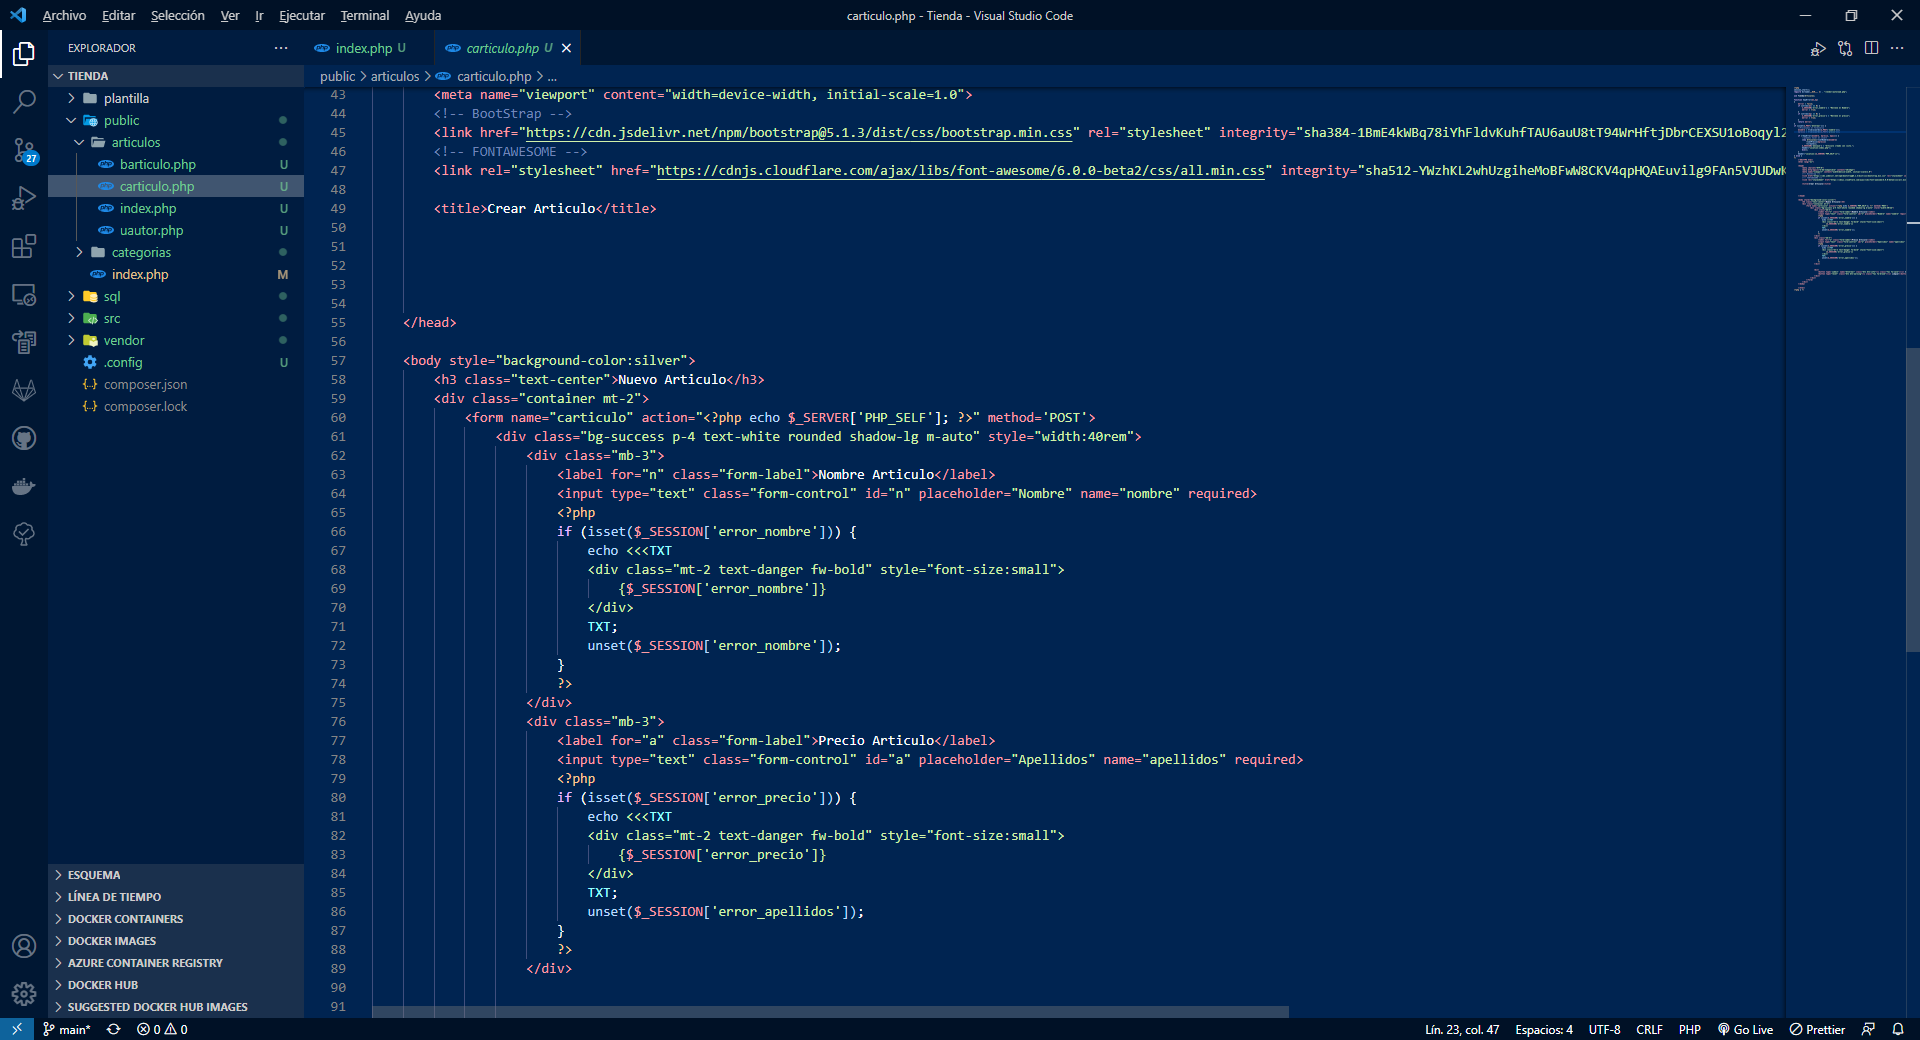 Archivo Editar Selección Ver Ir Ejecutar Terminal Ayuda
carticulo.php - Tienda - Visual Studio Code
EXPLORADOR
TIENDA
plantilla
public
articulos
barticulo.php U
carticulo.php U
index.php U
uautor.php U
categorias
index.php M
sql
src
vendor
.config U
composer.json
composer.lock
ESQUEMA
LÍNEA DE TIEMPO
DOCKER CONTAINERS
DOCKER IMAGES
AZURE CONTAINER REGISTRY
DOCKER HUB
SUGGESTED DOCKER HUB IMAGES
27
index.php U
carticulo.php U
public > articulos > carticulo.php > ...
43 <meta name="viewport" content="width=device-width, initial-scale=1.0">
44 <!-- BootStrap -->
45 <link href="https://cdn.jsdelivr.net/npm/bootstrap@5.1.3/dist/css/bootstrap.min.css" rel="stylesheet" integrity="sha384-1BmE4kWBq78iYhFldvKuhfTAU6auU8tT94WrHftjDbrCEXSU1oBoqyl2
46 <!-- FONTAWESOME -->
47 <link rel="stylesheet" href="https://cdnjs.cloudflare.com/ajax/libs/font-awesome/6.0.0-beta2/css/all.min.css" integrity="sha512-YWzhKL2whUzgiheMoBFwW8CKV4qpHQAEuvilg9FAn5VJUDwK
48
49 <title>Crear Articulo</title>
50
51
52
53
54
55 </head>
56
57 <body style="background-color:silver">
58 <h3 class="text-center">Nuevo Articulo</h3>
59 <div class="container mt-2">
60 <form name="carticulo" action="<?php echo $_SERVER['PHP_SELF']; ?>" method='POST'>
61 <div class="bg-success p-4 text-white rounded shadow-lg m-auto" style="width:40rem">
62 <div class="mb-3">
63 <label for="n" class="form-label">Nombre Articulo</label>
64 <input type="text" class="form-control" id="n" placeholder="Nombre" name="nombre" required>
65 <?php
66 if (isset($_SESSION['error_nombre'])) {
67 echo <<<TXT
68 <div class="mt-2 text-danger fw-bold" style="font-size:small">
69 {$_SESSION['error_nombre']}
70 </div>
71 TXT;
72 unset($_SESSION['error_nombre']);
73 }
74 ?>
75 </div>
76 <div class="mb-3">
77 <label for="a" class="form-label">Precio Articulo</label>
78 <input type="text" class="form-control" id="a" placeholder="Apellidos" name="apellidos" required>
79 <?php
80 if (isset($_SESSION['error_precio'])) {
81 echo <<<TXT
82 <div class="mt-2 text-danger fw-bold" style="font-size:small">
83 {$_SESSION['error_precio']}
84 </div>
85 TXT;
86 unset($_SESSION['error_apellidos']);
87 }
88 ?>
89 </div>
90
91
main* 0 0
Lín. 23, col. 47 Espacios: 4 UTF-8 CRLF PHP Go Live Prettier